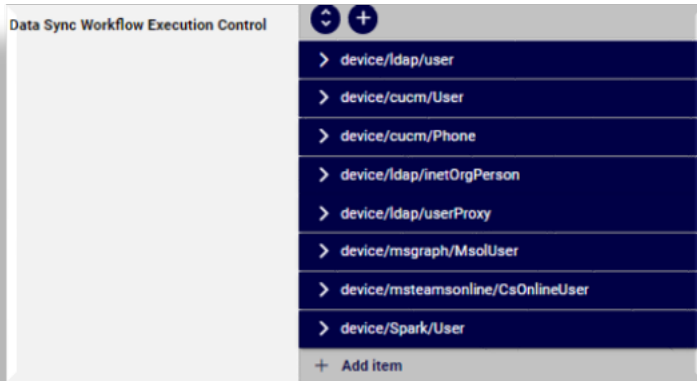 Data Sync Workflow Execution Control
device/ldap/user
device/cucm/User
device/cucm/Phone
device/ldap/inetOrgPerson
device/ldap/userProxy
device/msgraph/MsolUser
device/msteamsonline/CsOnlineUser
device/Spark/User
+ Add item